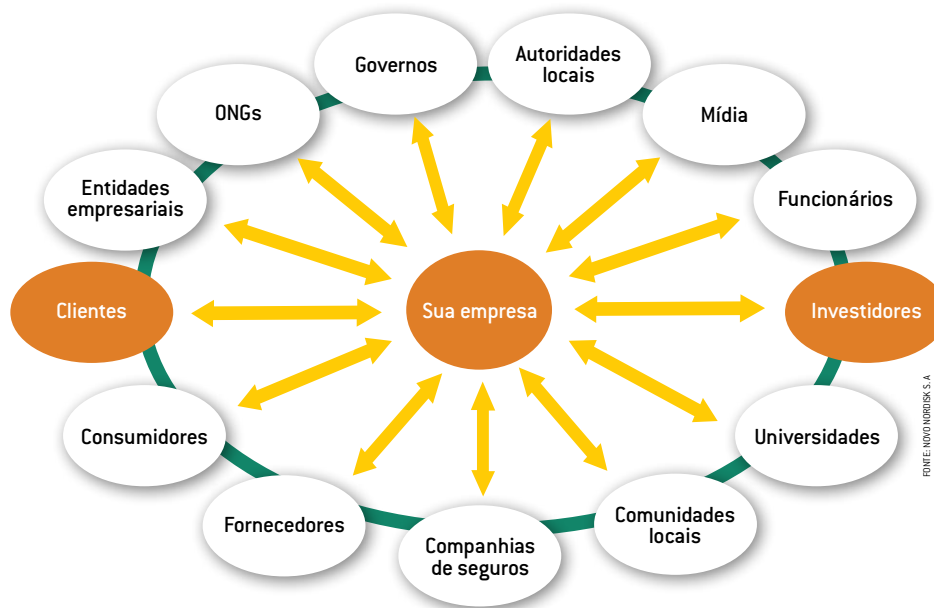 Governos
Autoridades
locais
ONGs
Mídia
Entidades
empresariais
Funcionários
Clientes
Sua empresa
Investidores
Consumidores
Universidades
Fornecedores
Companhias
de seguros
Comunidades
locais
FONTE: NOVO NORDISK S. A